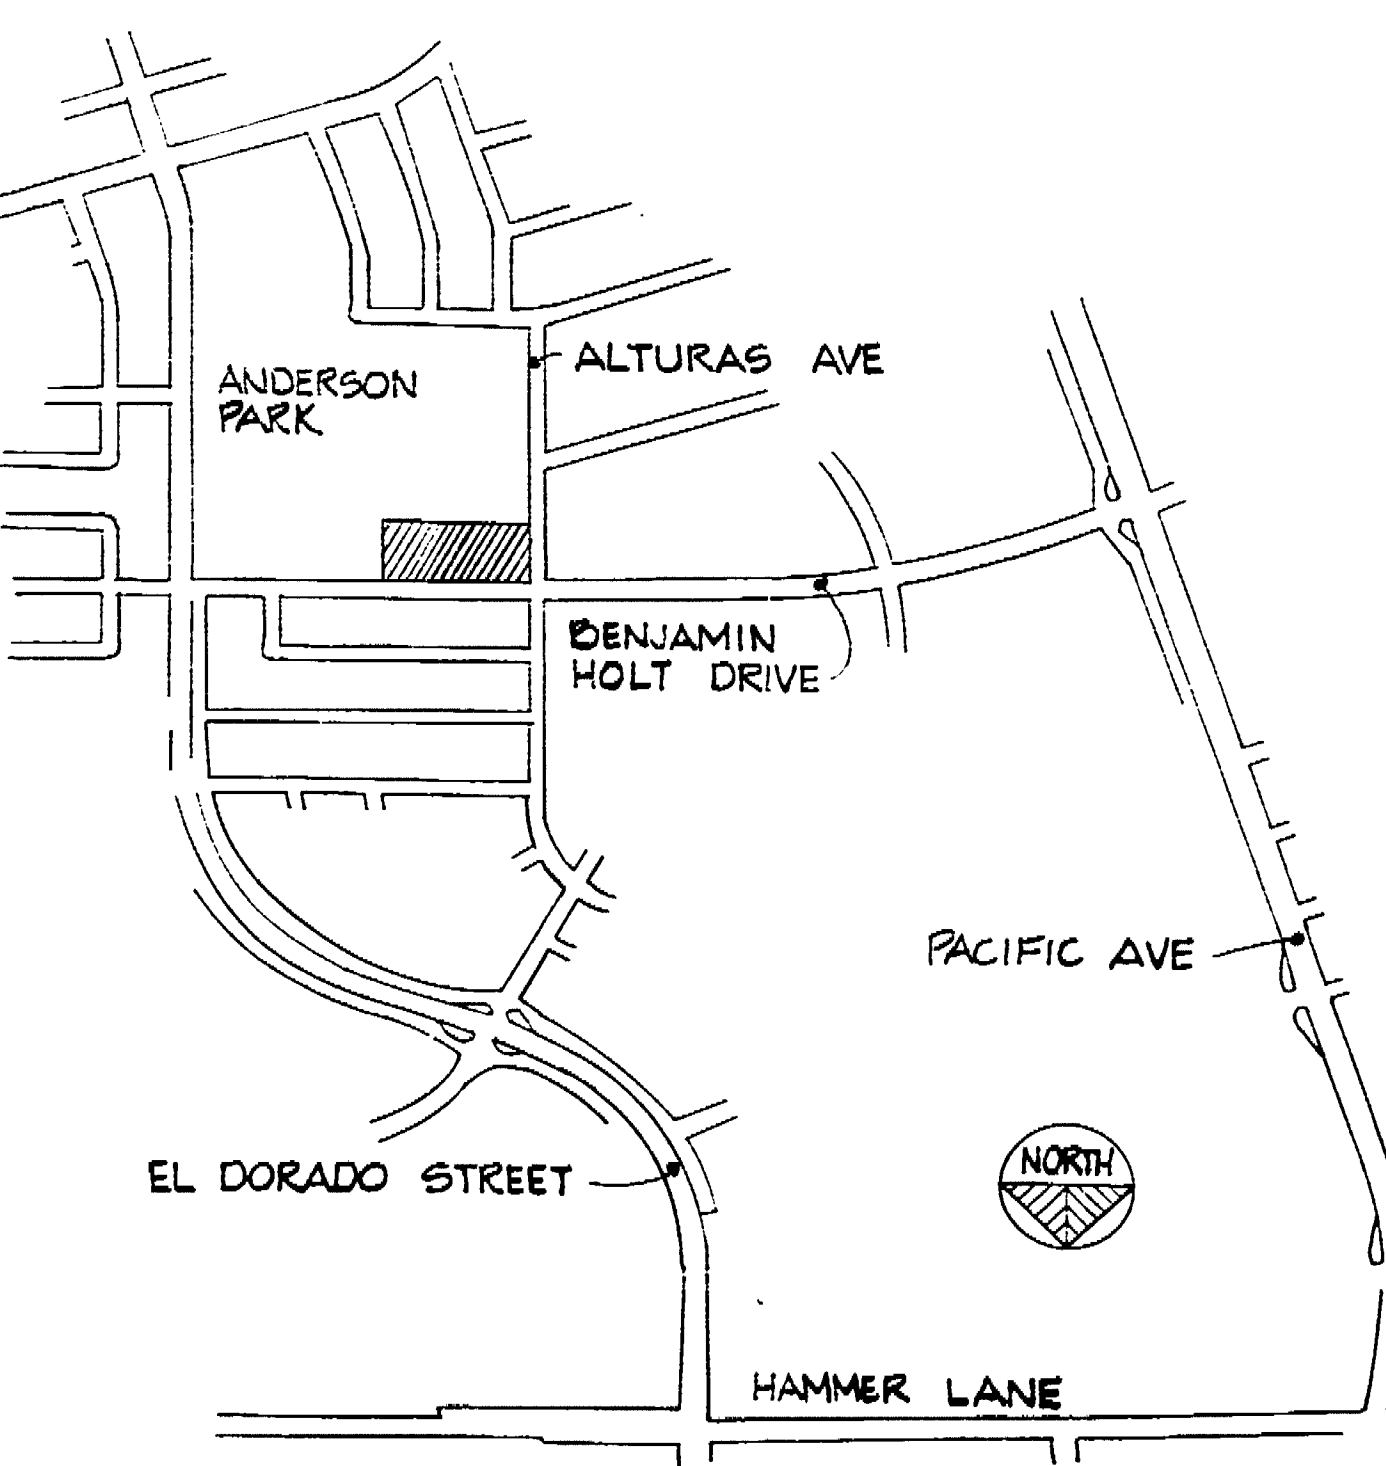 ALTURAS AVE
ANDERSON
PARK
BENJAMIN
HOLT DRIVE
PACIFIC AVE
NORTH
EL DORADO STREET
HAMMER LANE